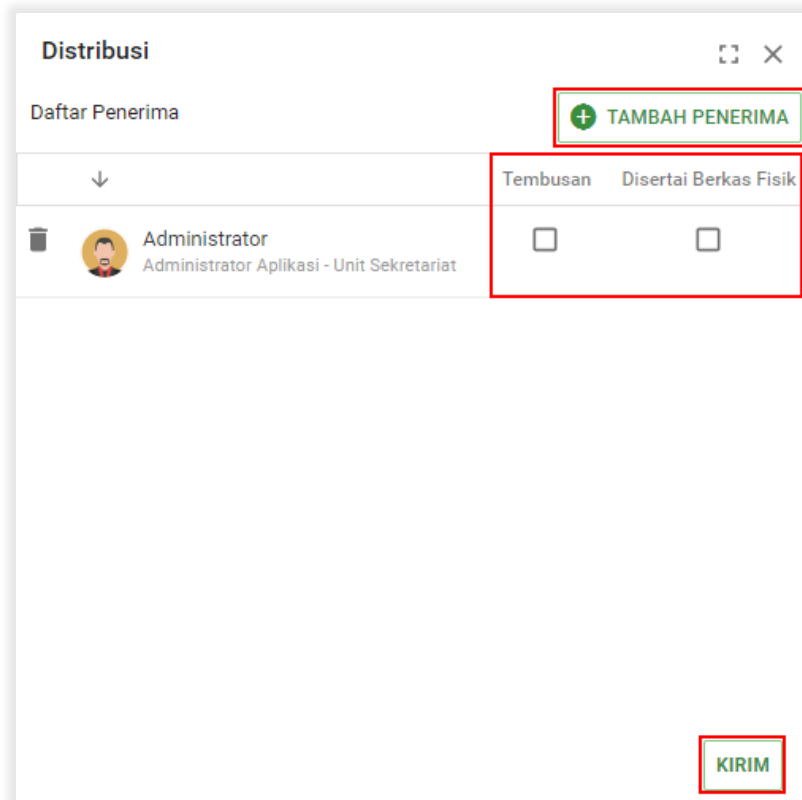 Distribusi
Daftar Penerima
TAMBAH PENERIMA
Tembusan Disertai Berkas Fisik
Administrator
Administrator Aplikasi - Unit Sekretariat
KIRIM